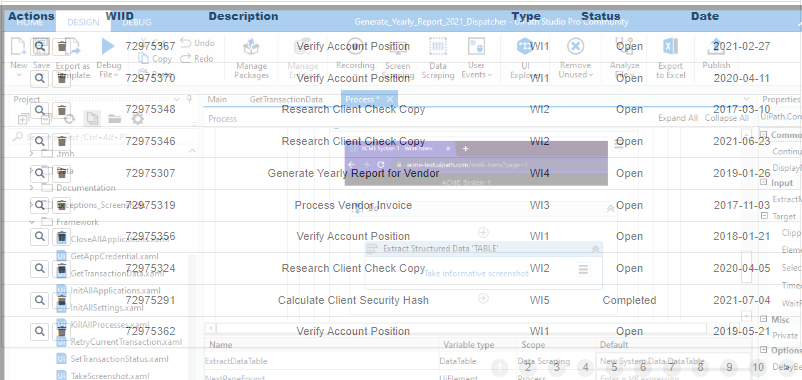 Actions WIID Description Type Status Date
HOME DESIGN DEBUG Generate_Yearly_Report_2021_Dispatcher - Studio Pro Community
72975367 Verify Account Position WI1 Open 2021-02-27
Undo
Copy Redo
New Save Export as Template Debug File Manage Packages Recording Screen Data Scraping User Events UI Explorer Remove Unused Analyze File Export to Excel Publish
72975370 Verify Account Position WI1 Open 2020-04-11
Project Main GetTransactionData Process * Properties
72975348 Research Client Check Copy WI2 Open 2017-03-10
Process Expand All Collapse All UiPath.Co
72975346 Research Client Check Copy WI2 Open 2021-06-23
.tmh
acme-test.uipath.com/work-items?page=1
Data
72975307 Generate Yearly Report for Vendor WI4 Open 2019-01-26
ACME System 1
Documentation
Input
Exceptions_Screenshots
72975319 Process Vendor Invoice WI3 Open 2017-11-03
Target
Framework
72975356 Verify Account Position WI1 Open 2018-01-21
CloseAllApplications.xaml
Extract Structured Data 'TABLE'
GetAppCredential.xaml
72975324 Research Client Check Copy WI2 Open 2020-04-05
GetTransactionData.xaml
Take informative screenshot
InitAllApplications.xaml
72975291 Calculate Client Security Hash WI5 Completed 2021-07-04
InitAllSettings.xaml
KillAllProcesses.xaml
Misc
72975362 Verify Account Position WI1 Open 2019-05-21
Private
RetryCurrentTransaction.xaml
Name Variable type Scope Default
SetTransactionStatus.xaml
ExtractDataTable DataTable Data Scraping New System.Data.DataTable
1 2 3 4 5 6 7 8 9 10
TakeScreenshot.xaml
NextPageFound UiElement Process